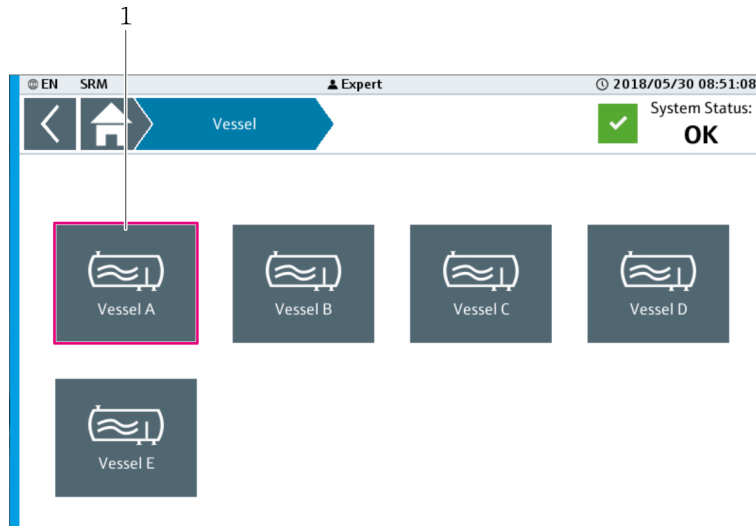 1
EN SRM Expert 2018/05/30 08:51:08
Vessel
System Status:
OK
Vessel A Vessel B Vessel C Vessel D
Vessel E